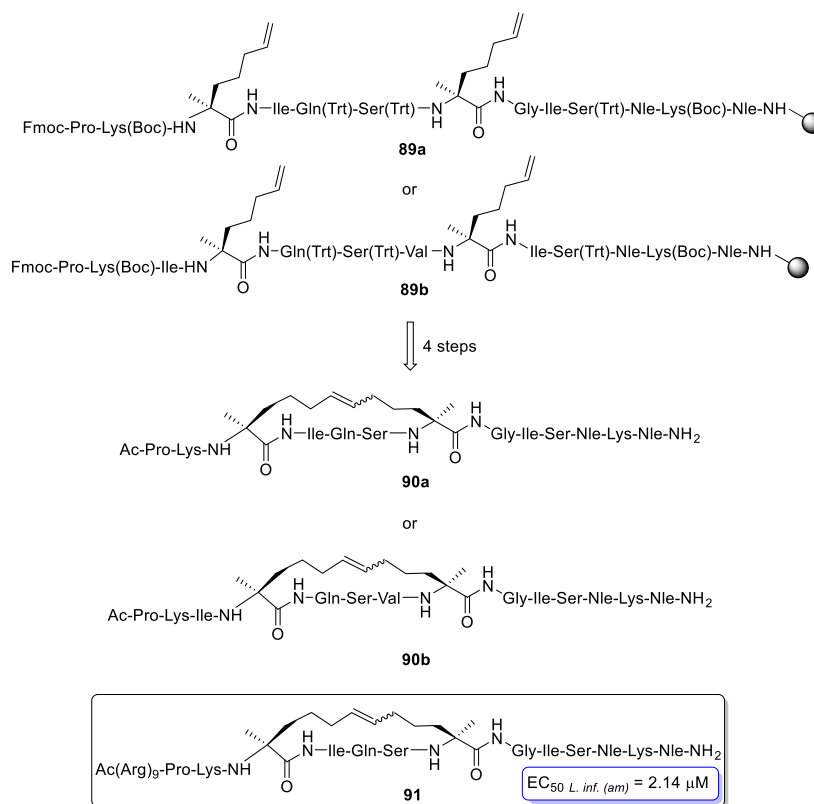 Fmoc-Pro-Lys(Boc)-HN O H N Ile-Gln(Trt)-Ser(Trt) N H O H N Gly-Ile-Ser(Trt)-Nle-Lys(Boc)-Nle-NH
89a
or
Fmoc-Pro-Lys(Boc)-Ile-HN O H N Gln(Trt)-Ser(Trt)-Val N H O H N Ile-Ser(Trt)-Nle-Lys(Boc)-Nle-NH
89b
4 steps
Ac-Pro-Lys-NH O H N Ile-Gln-Ser N H O H N Gly-Ile-Ser-Nle-Lys-Nle-NH2
90a
or
Ac-Pro-Lys-Ile-NH O H N Gln-Ser-Val N H O H N Gly-Ile-Ser-Nle-Lys-Nle-NH2
90b
Ac(Arg)9-Pro-Lys-NH O H N Ile-Gln-Ser N H O H N Gly-Ile-Ser-Nle-Lys-Nle-NH2
EC50 L. inf. (am) = 2.14 µM
91